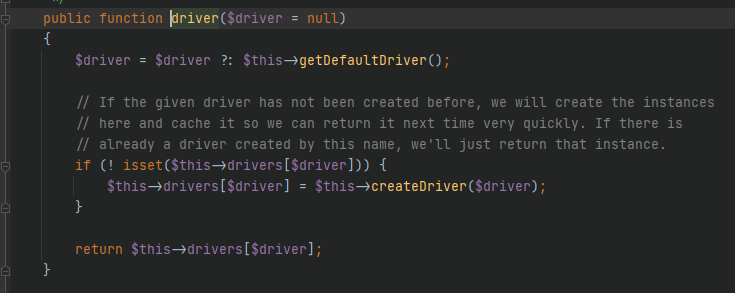 */
public function driver($driver = null)
{
$driver = $driver ?: $this->getDefaultDriver();
// If the given driver has not been created before, we will create the instances
// here and cache it so we can return it next time very quickly. If there is
// already a driver created by this name, we'll just return that instance.
if (! isset($this->drivers[$driver])) {
$this->drivers[$driver] = $this->createDriver($driver);
}
return $this->drivers[$driver];
}